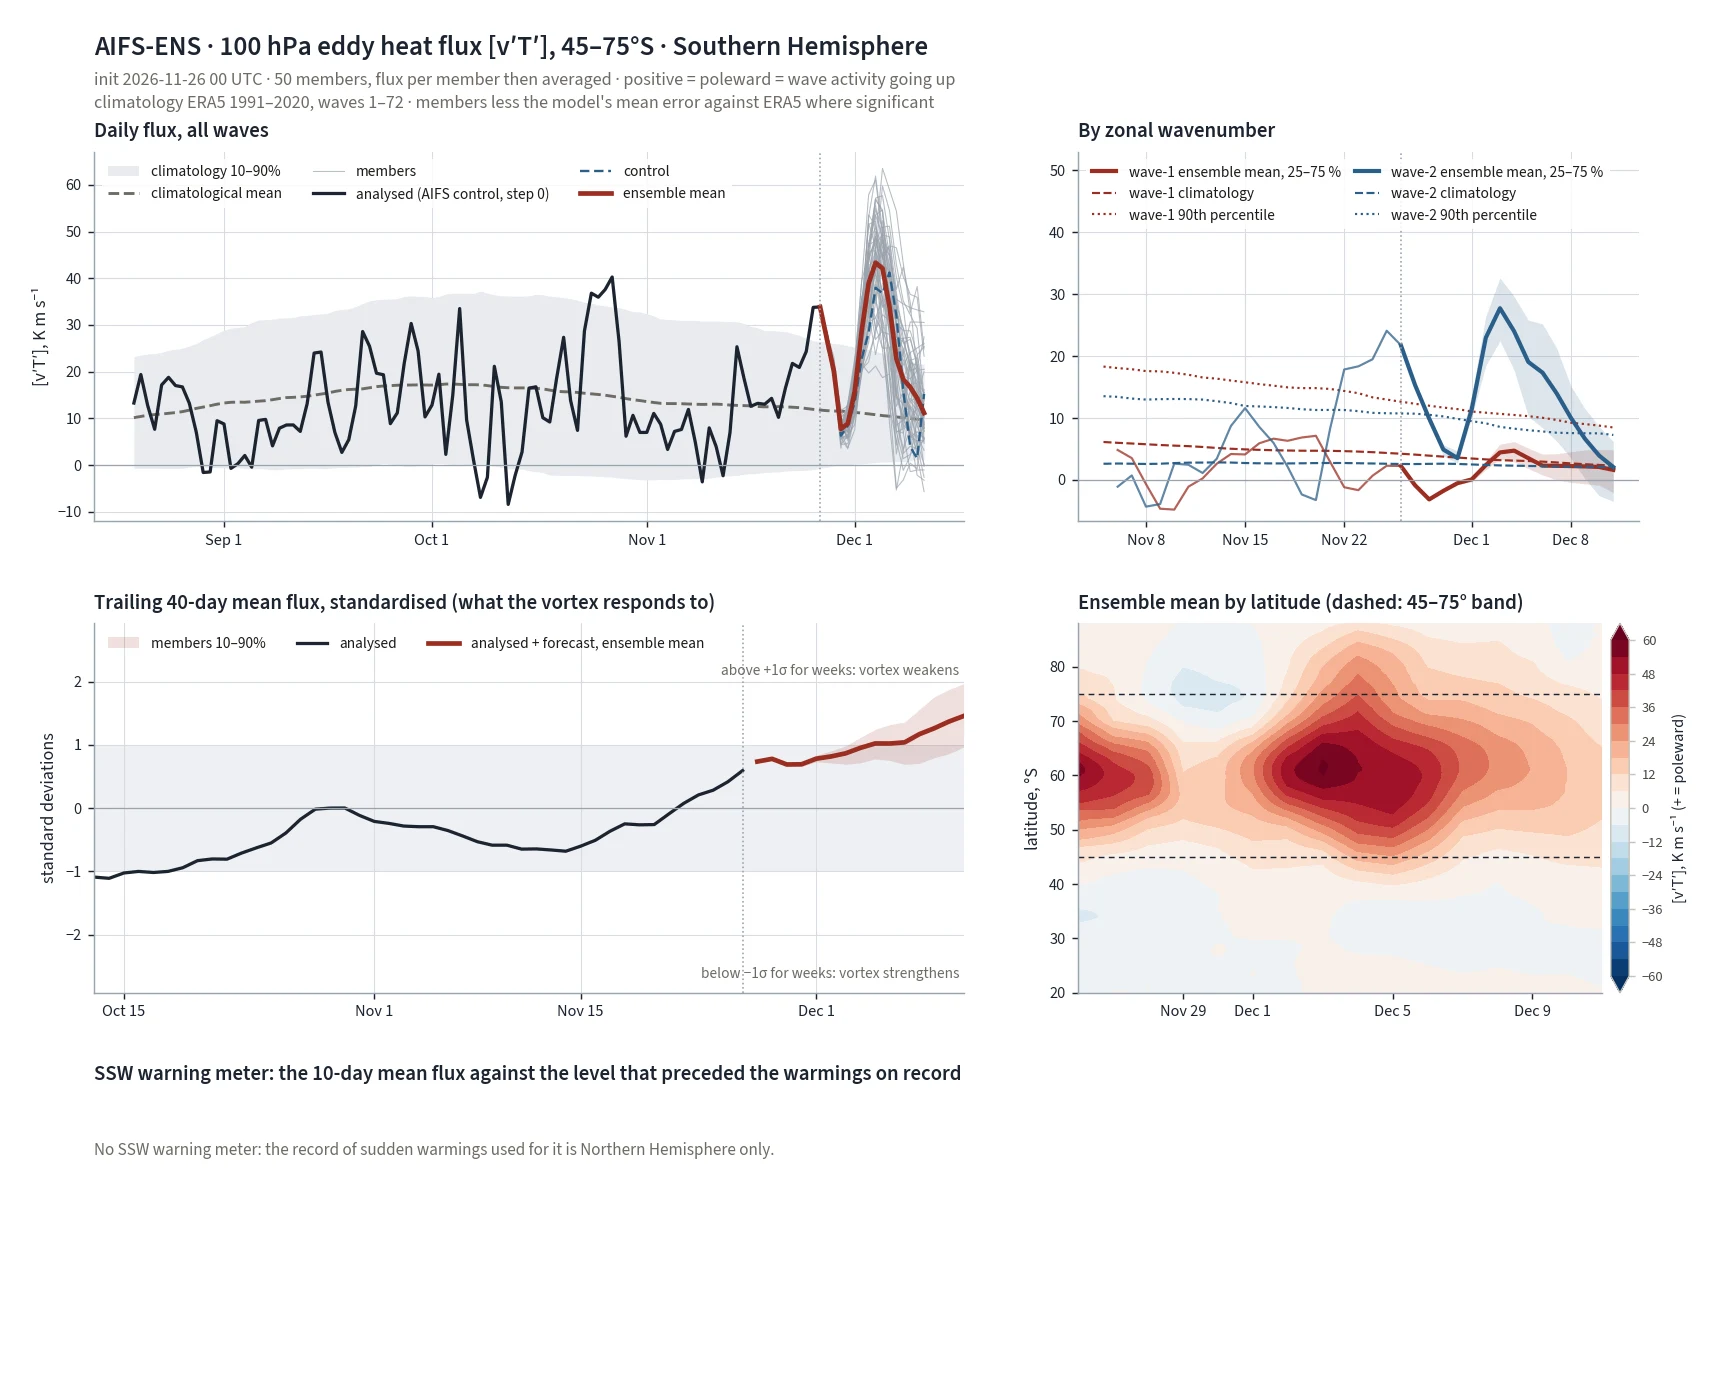 AIFS-ENS · 100 hPa eddy heat flux [v′T′], 45–75°S · Southern Hemisphere
init 2026-11-26 00 UTC · 50 members, flux per member then averaged · positive = poleward = wave activity going up
climatology ERA5 1991–2020, waves 1–72 · members less the model's mean error against ERA5 where significant
Daily flux, all waves
climatology 10–90%
members
control
climatological mean
analysed (AIFS control, step 0)
ensemble mean
60
50
40
30
20
10
0
−10
[v′T′], K m s⁻¹
Sep 1
Oct 1
Nov 1
Dec 1
By zonal wavenumber
wave-1 ensemble mean, 25–75 %
wave-2 ensemble mean, 25–75 %
wave-1 climatology
wave-2 climatology
wave-1 90th percentile
wave-2 90th percentile
50
40
30
20
10
0
Nov 8
Nov 15
Nov 22
Dec 1
Dec 8
Trailing 40-day mean flux, standardised (what the vortex responds to)
members 10–90%
analysed
analysed + forecast, ensemble mean
above +1σ for weeks: vortex weakens
2
1
0
−1
−2
standard deviations
below −1σ for weeks: vortex strengthens
Oct 15
Nov 1
Nov 15
Dec 1
Ensemble mean by latitude (dashed: 45–75° band)
80
70
60
50
40
30
20
latitude, °S
Nov 29
Dec 1
Dec 5
Dec 9
60
48
36
24
12
0
−12
−24
−36
−48
−60
[v′T′], K m s⁻¹ (+ = poleward)
SSW warning meter: the 10-day mean flux against the level that preceded the warmings on record
No SSW warning meter: the record of sudden warmings used for it is Northern Hemisphere only.